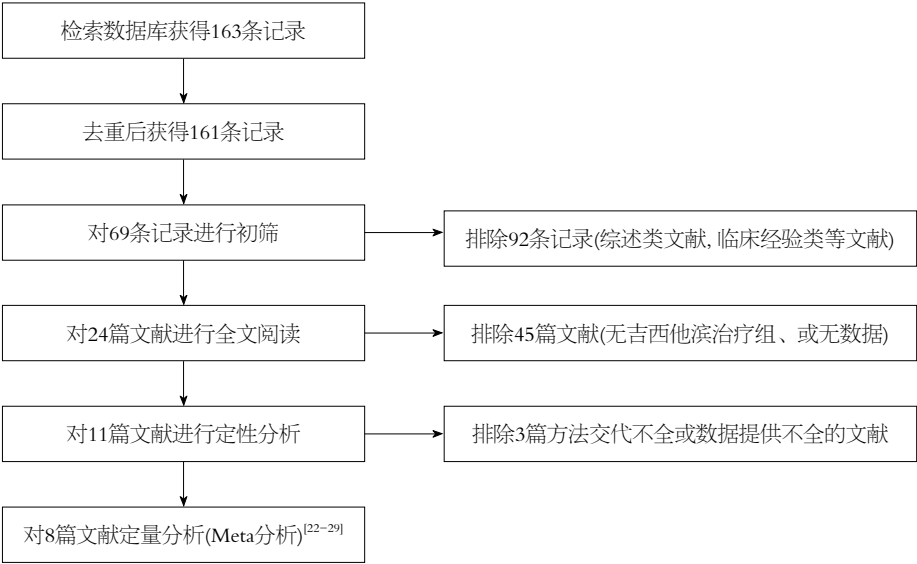 检索数据库获得163条记录
去重后获得161条记录
对69条记录进行初筛
排除92条记录(综述类文献, 临床经验类等文献)
对24篇文献进行全文阅读
排除45篇文献(无吉西他滨治疗组、或无数据)
对11篇文献进行定性分析
排除3篇方法交代不全或数据提供不全的文献
对8篇文献定量分析(Meta分析)[22-29]